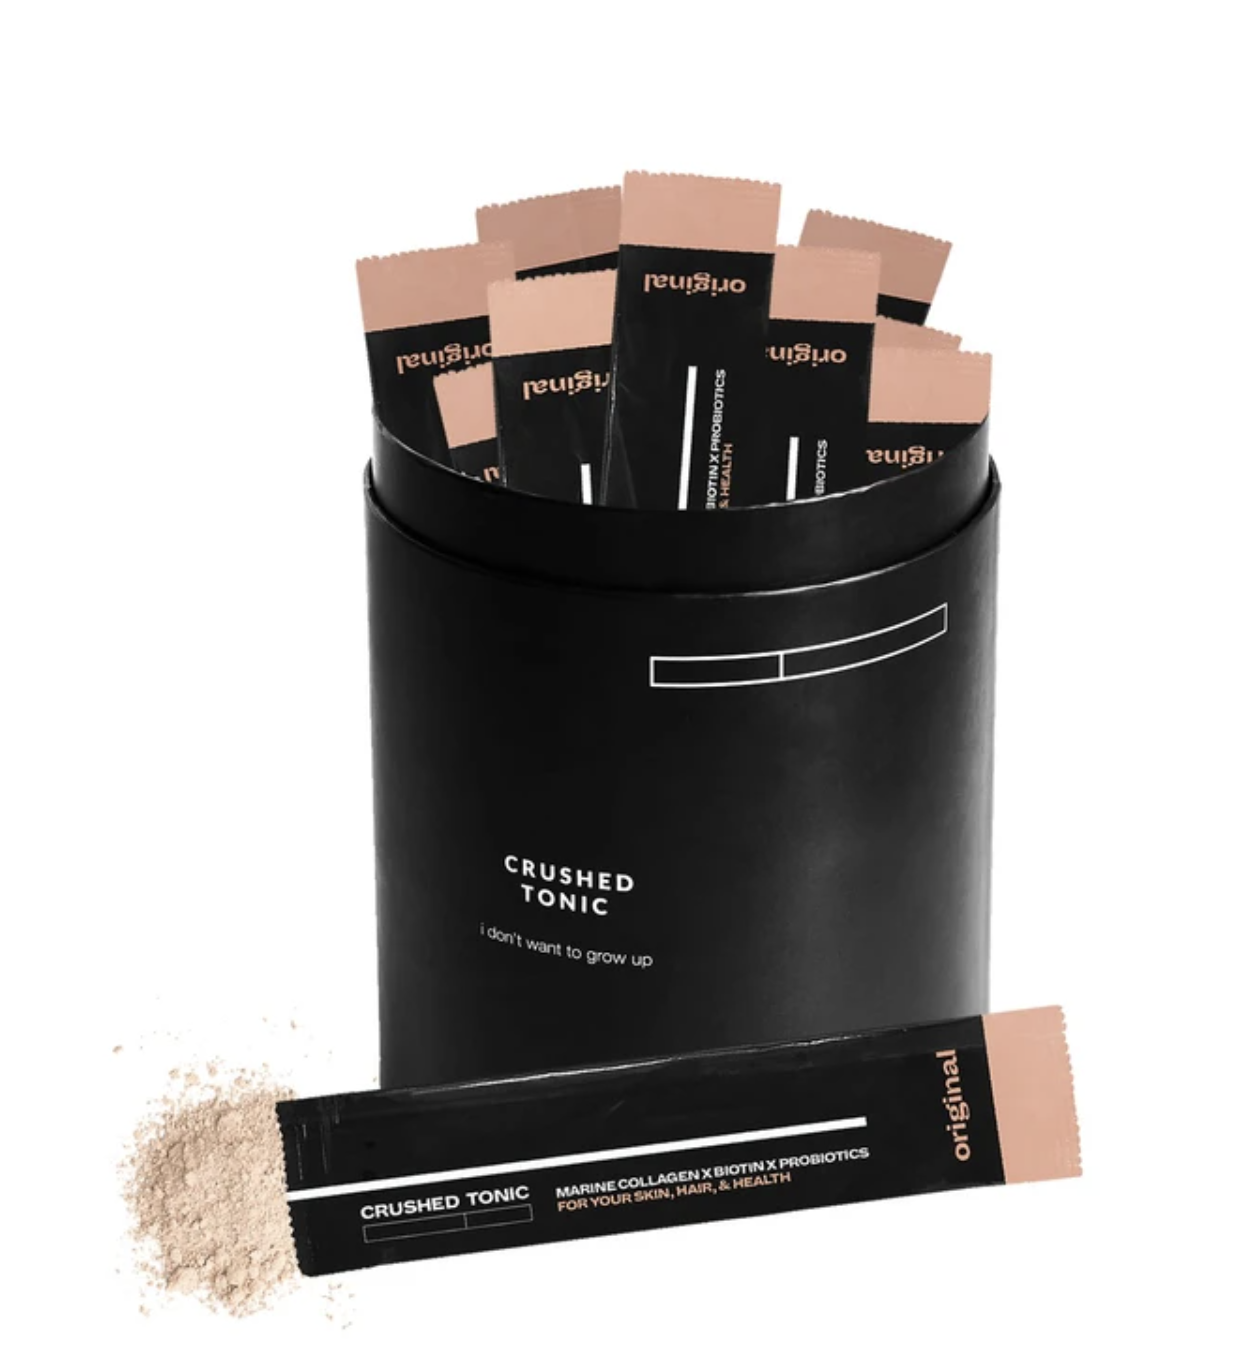 original
original
original
original
BIOTIN X PROBIOTICS
& HEALTH
PROBIOTICS
original
CRUSHED
TONIC
i don't want to grow up
CRUSHED TONIC
MARINE COLLAGEN X BIOTIN X PROBIOTICS
FOR YOUR SKIN, HAIR, & HEALTH
original